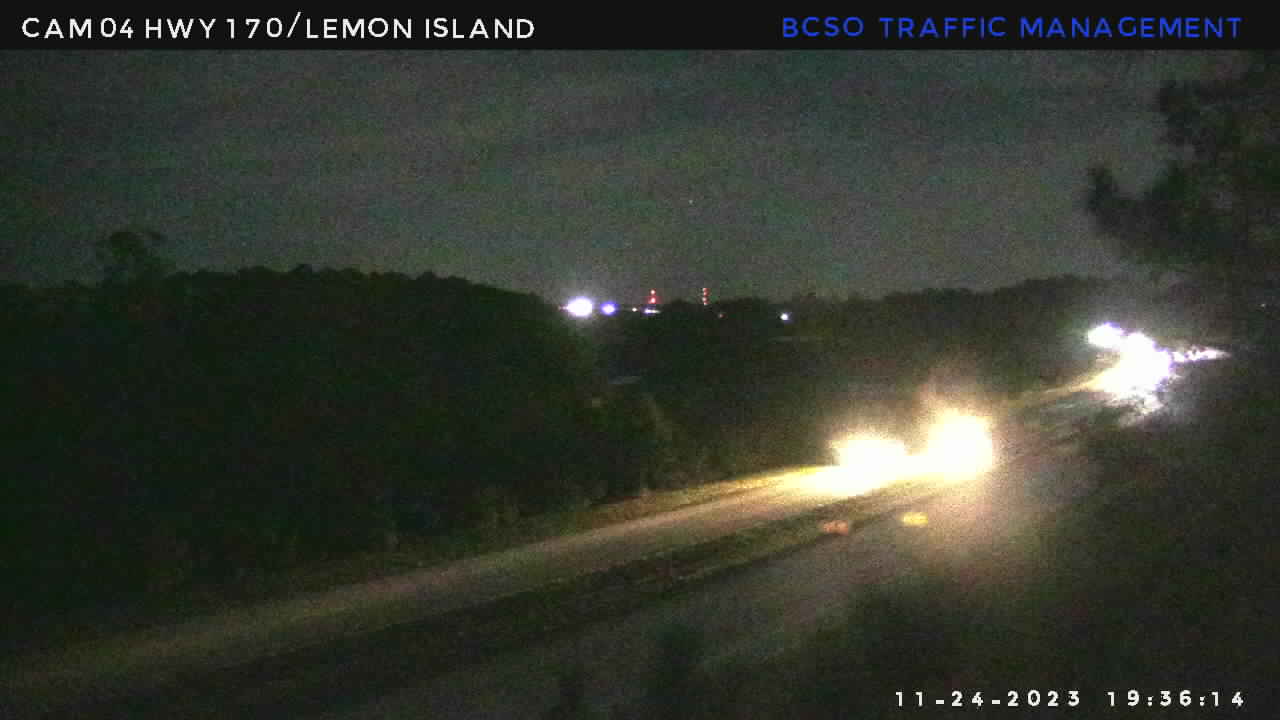 CAM04 HWY 170/LEMON ISLAND
BCSO TRAFFIC MANAGEMENT
11-24-2023 19:36:14